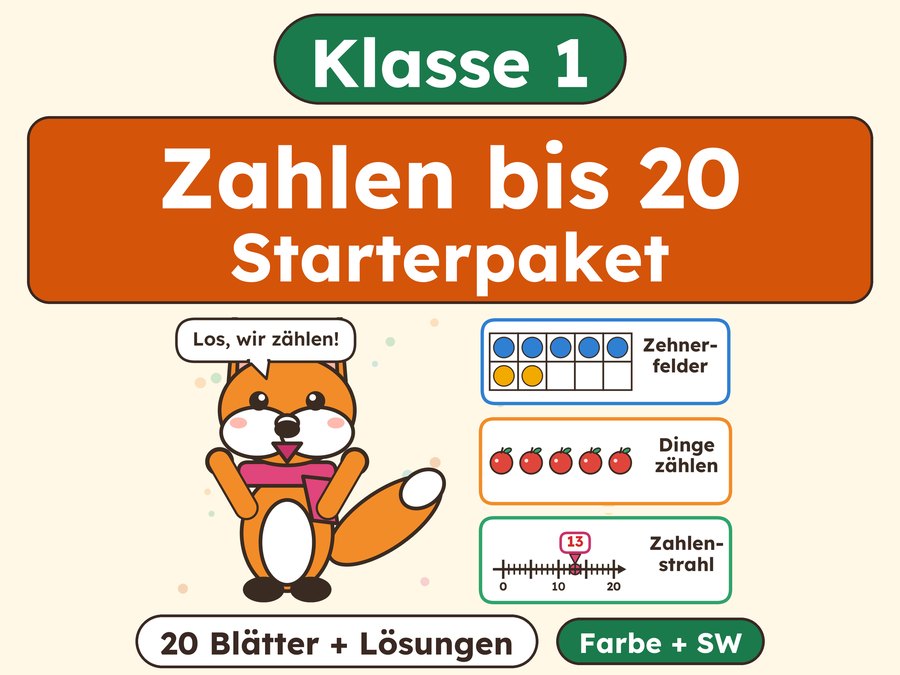 Klasse 1
Zahlen bis 20
Starterpaket
Los, wir zählen!
Zehner-
felder
Dinge
zählen
13
0 10 20
Zahlen-
strahl
20 Blätter + Lösungen
Farbe + SW